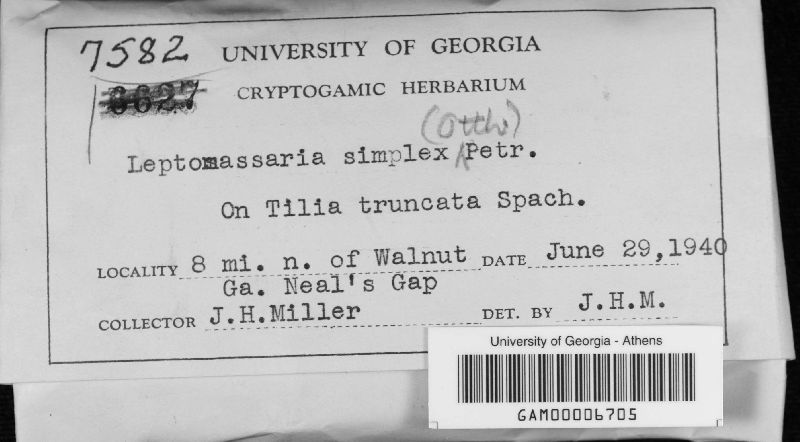 7582 UNIVERSITY OF GEORGIA
6627 CRYPTOGAMIC HERBARIUM
(Otth.)
Leptomassaria simplex Petr.
On Tilia truncata Spach.
LOCALITY 8 mi. n. of Walnut DATE June 29,1940
Ga. Neal's Gap
COLLECTOR J.H.Miller DET. BY J.H.M.
University of Georgia - Athens
GAM00006705